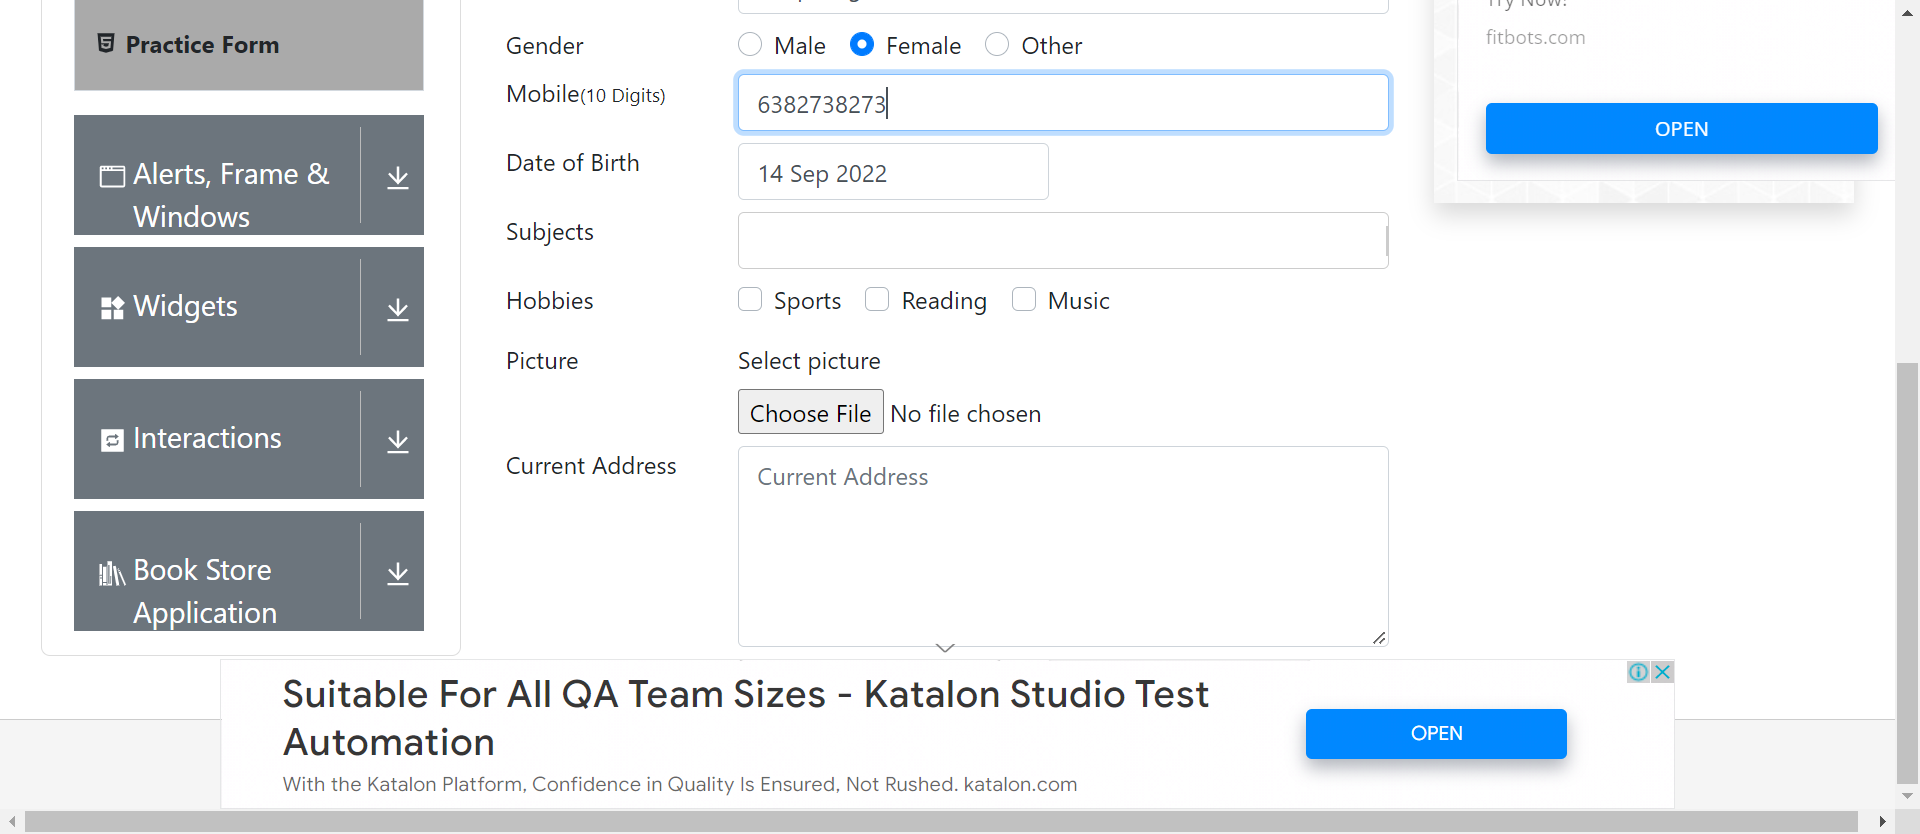 Practice Form
Alerts, Frame &
Windows
Widgets
Interactions
Book Store
Application
Gender
Male
Female
Other
Mobile(10 Digits)
6382738273
Date of Birth
14 Sep 2022
Subjects
Hobbies
Sports
Reading
Music
Picture
Select picture
Choose File
No file chosen
Current Address
Current Address
fitbots.com
OPEN
Suitable For All QA Team Sizes - Katalon Studio Test
Automation
With the Katalon Platform, Confidence in Quality Is Ensured, Not Rushed. katalon.com
OPEN